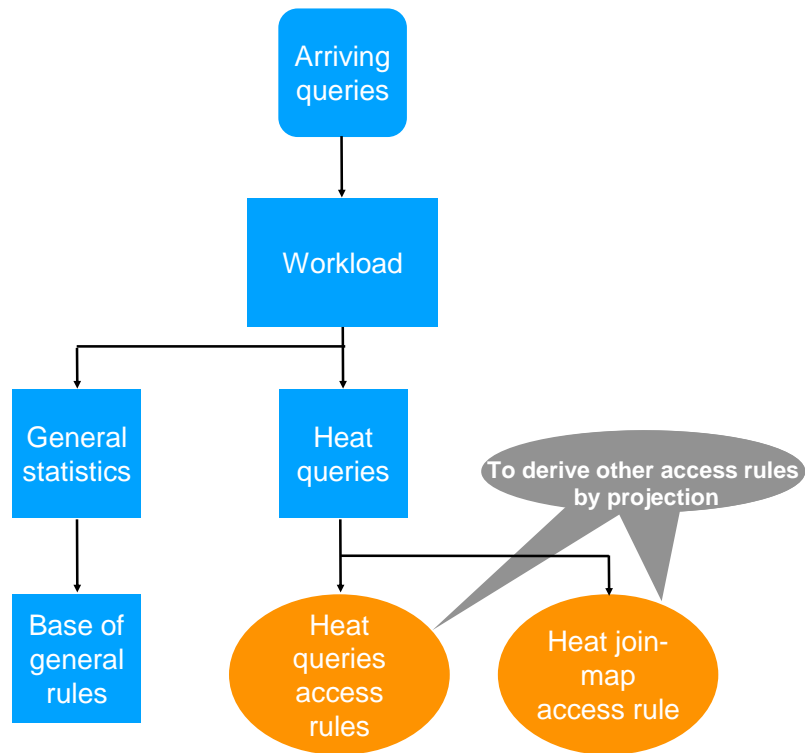 Arriving
queries
Workload
General
statistics
Heat
queries
To derive other access rules
by projection
Base of
general
rules
Heat
queries
access
rules
Heat join-
map
access rule